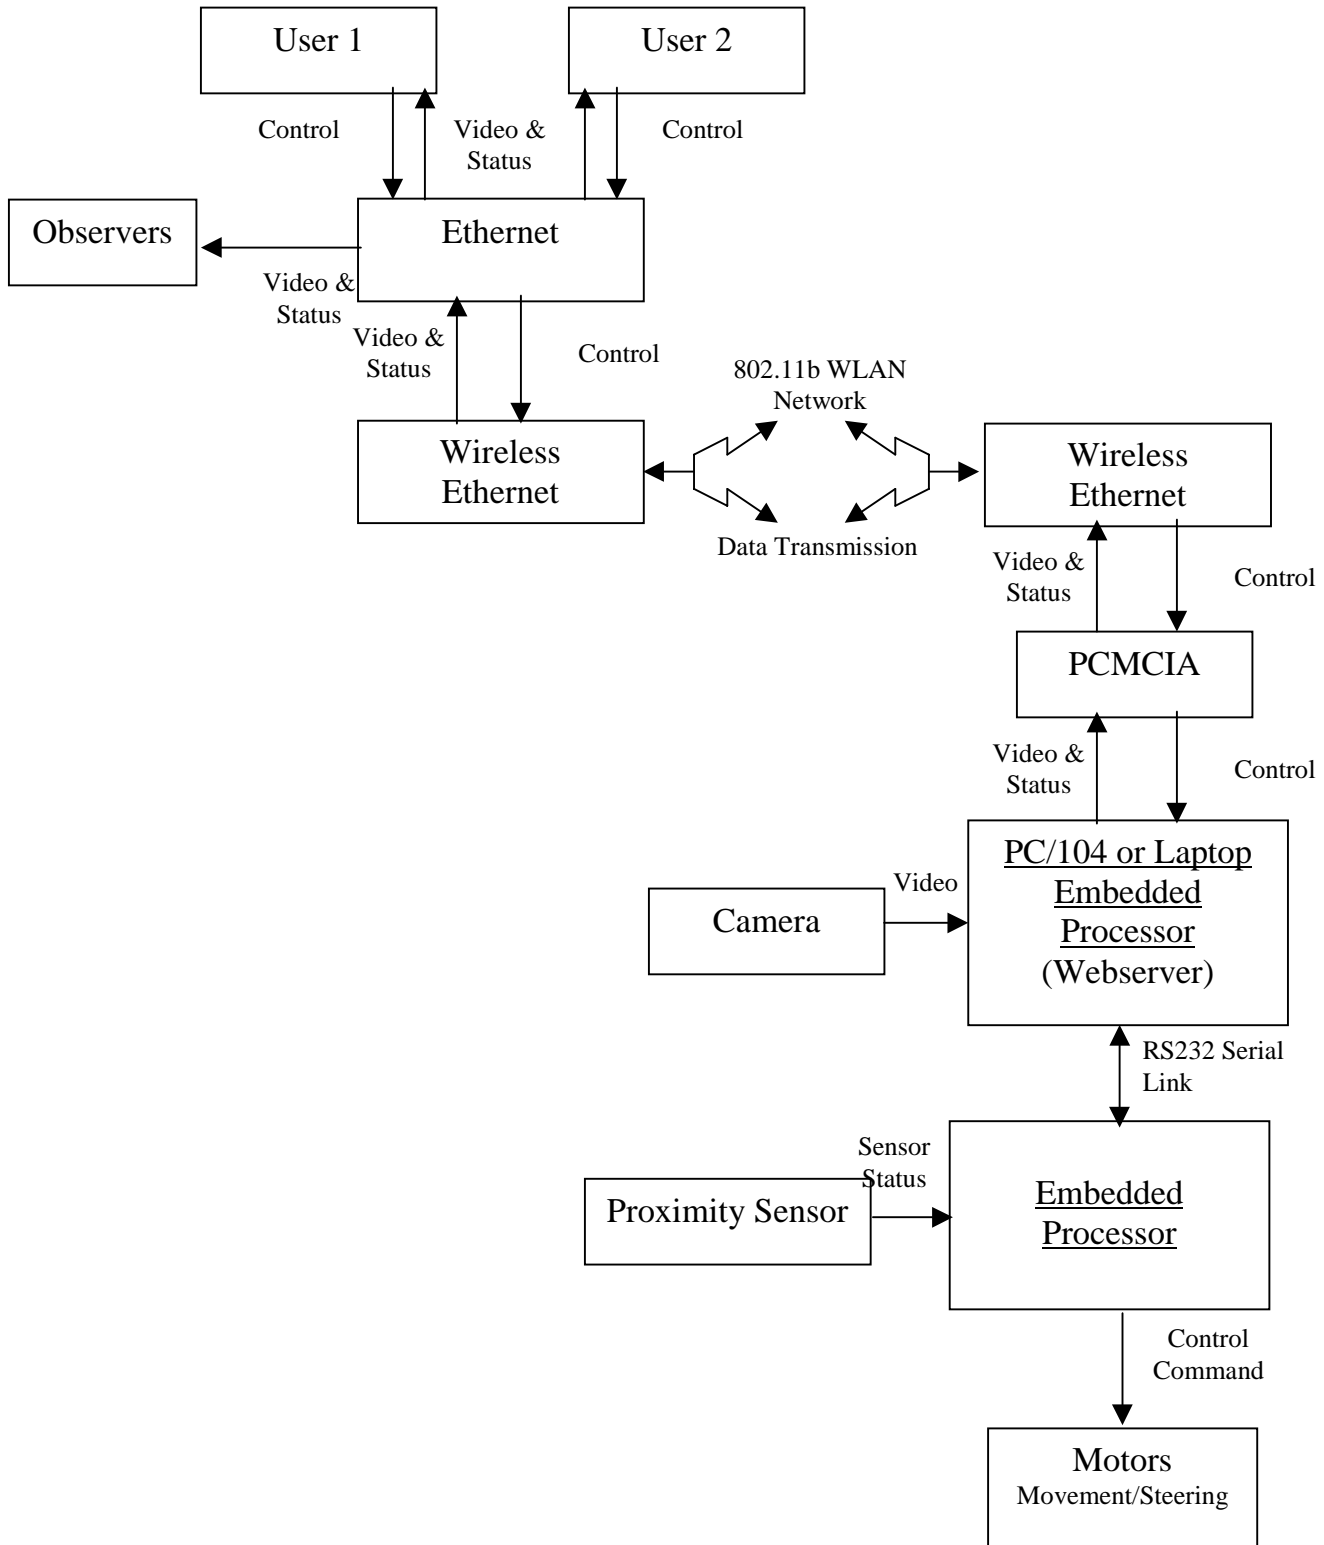 User 1
User 2
Control
Video &
Status
Control
Observers
Ethernet
Video &
Status
Video &
Status
Control
802.11b WLAN
Network
Wireless
Ethernet
Wireless
Ethernet
Data Transmission
Video &
Status
Control
PCMCIA
Video &
Status
Control
PC/104 or Laptop
Embedded
Processor
(Webserver)
Video
Camera
RS232 Serial
Link
Sensor
Status
Proximity Sensor
Embedded
Processor
Control
Command
Motors
Movement/Steering